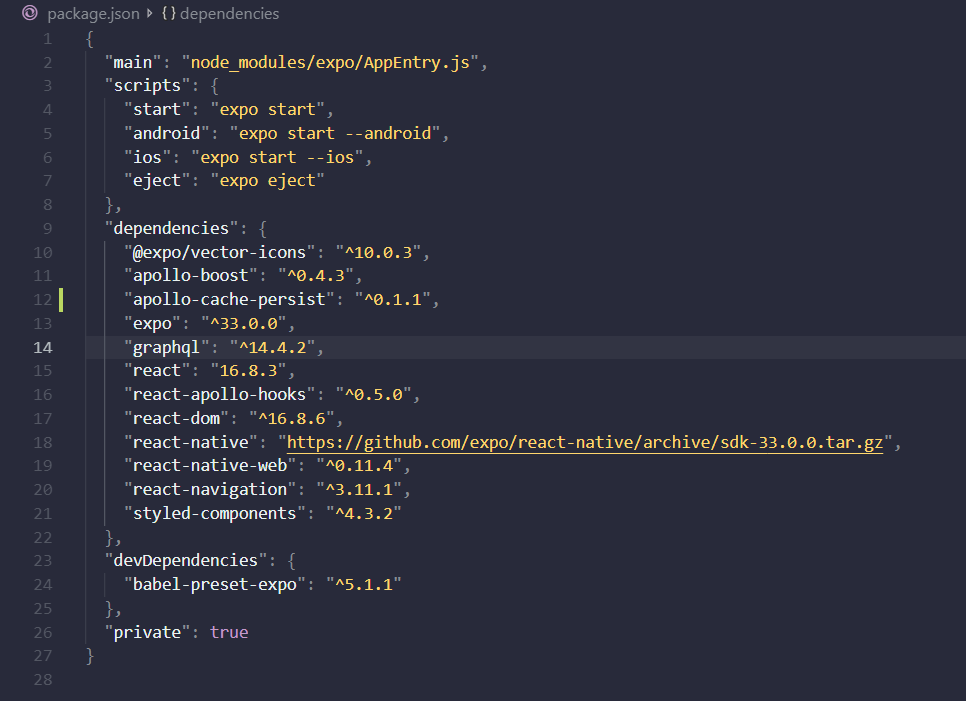 package.json {} dependencies
1 {
2 "main": "node_modules/expo/AppEntry.js",
3 "scripts": {
4 "start": "expo start",
5 "android": "expo start --android",
6 "ios": "expo start --ios",
7 "eject": "expo eject"
8 },
9 "dependencies": {
10 "@expo/vector-icons": "^10.0.3",
11 "apollo-boost": "^0.4.3",
12 "apollo-cache-persist": "^0.1.1",
13 "expo": "^33.0.0",
14 "graphql": "^14.4.2",
15 "react": "16.8.3",
16 "react-apollo-hooks": "^0.5.0",
17 "react-dom": "^16.8.6",
18 "react-native": "https://github.com/expo/react-native/archive/sdk-33.0.0.tar.gz",
19 "react-native-web": "^0.11.4",
20 "react-navigation": "^3.11.1",
21 "styled-components": "^4.3.2"
22 },
23 "devDependencies": {
24 "babel-preset-expo": "^5.1.1"
25 },
26 "private": true
27 }
28